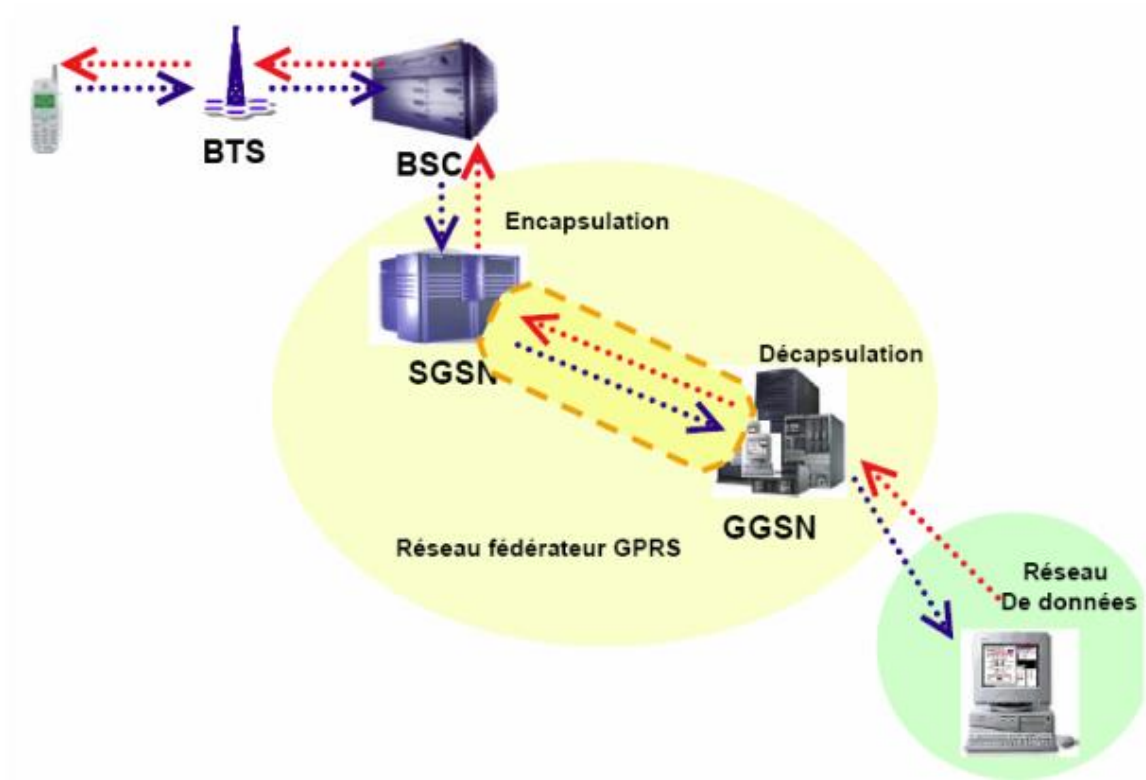 BTS
BSC
Encapsulation
SGSN
Décapsulation
GGSN
Réseau fédérateur GPRS
Réseau
De données